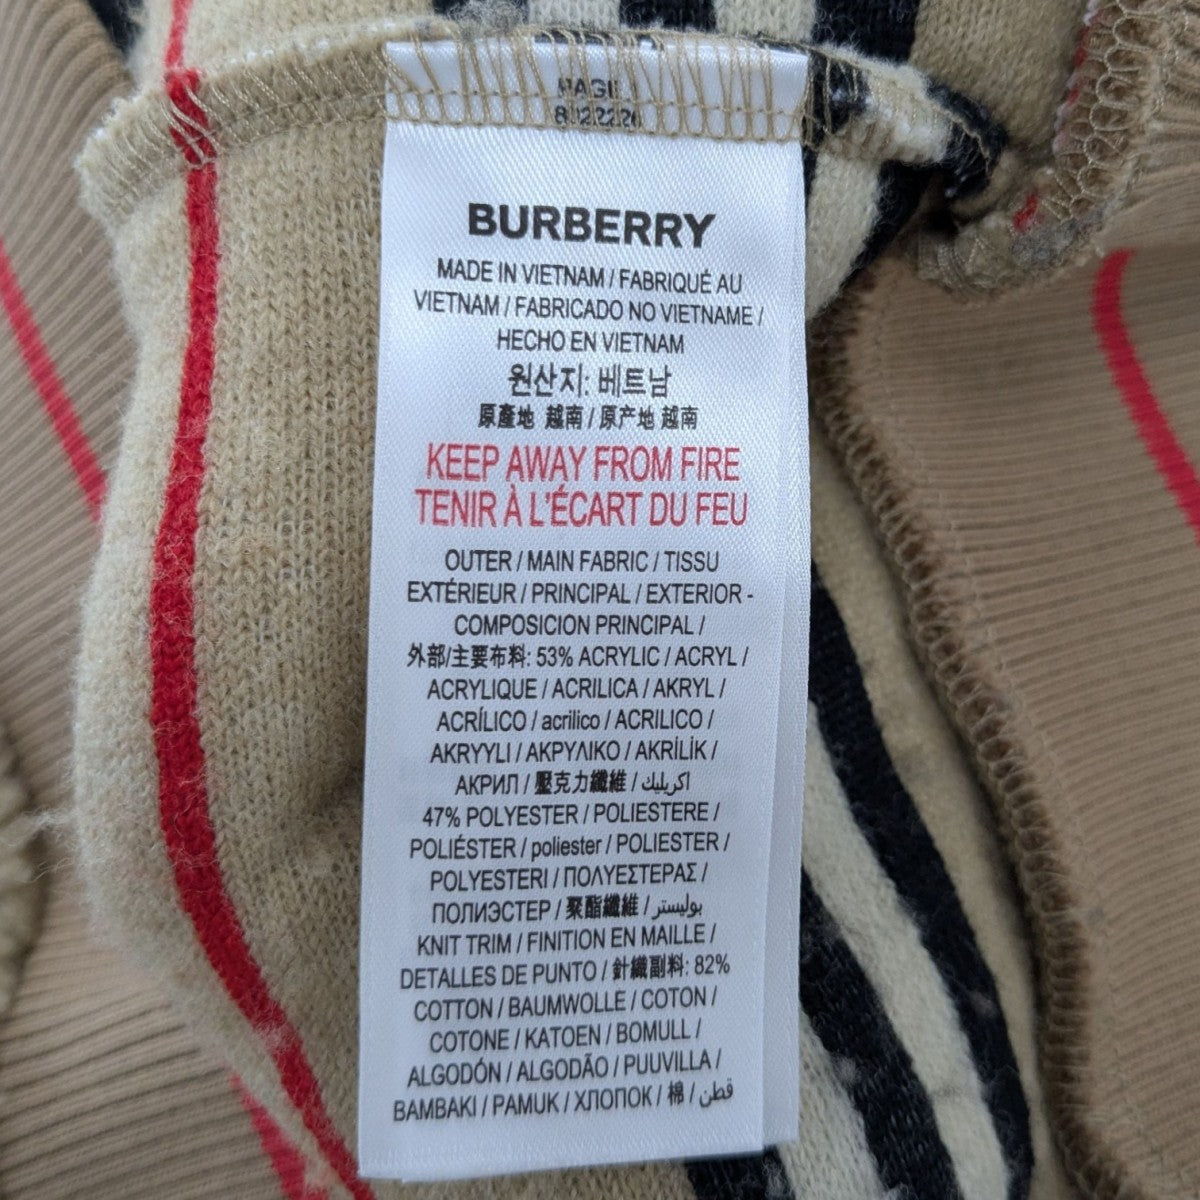 BURBERRY
MADE IN VIETNAM / FABRIQUÉ AU
VIETNAM / FABRICADO NO VIETNAME /
HECHO EN VIETNAM
원산지: 베트남
原產地 越南 / 原产地 越南
KEEP AWAY FROM FIRE
TENIR À L'ÉCART DU FEU
OUTER / MAIN FABRIC / TISSU
EXTÉRIEUR / PRINCIPAL / EXTERIOR -
COMPOSICION PRINCIPAL /
外部/主要布料: 53% ACRYLIC / ACRYL /
ACRYLIQUE / ACRILICA / AKRYL /
ACRÍLICO / acrilico / ACRILICO /
AKRYYLI / ΑΚΡΥΛΙΚΟ / AKRİLİK /
АКРИЛ / 壓克力纖維 / اكريليك
47% POLYESTER / POLIESTERE /
POLIÉSTER / poliester / POLIESTER /
POLYESTERI / ΠΟΛΥΕΣΤΕΡΑΣ /
ПОЛИЭСТЕР / 聚酯纖維 / بوليستر
KNIT TRIM / FINITION EN MAILLE /
DETALLES DE PUNTO / 針織副料: 82%
COTTON / BAUMWOLLE / COTON /
COTONE / KATOEN / BOMULL /
ALGODÓN / ALGODÃO / PUUVILLA /
BAMBAKI / PAMUK / ХЛОПОК / 棉 / قطن